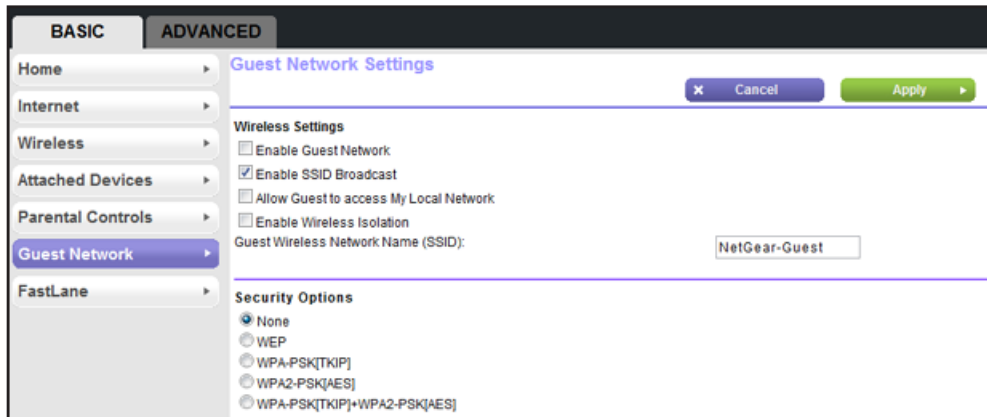 BASIC ADVANCED
Home
Internet
Wireless
Attached Devices
Parental Controls
Guest Network
FastLane
Guest Network Settings
Cancel Apply
Wireless Settings
Enable Guest Network
Enable SSID Broadcast
Allow Guest to access My Local Network
Enable Wireless Isolation
Guest Wireless Network Name (SSID): NetGear-Guest
Security Options
None
WEP
WPA-PSK[TKIP]
WPA2-PSK[AES]
WPA-PSK[TKIP]+WPA2-PSK[AES]